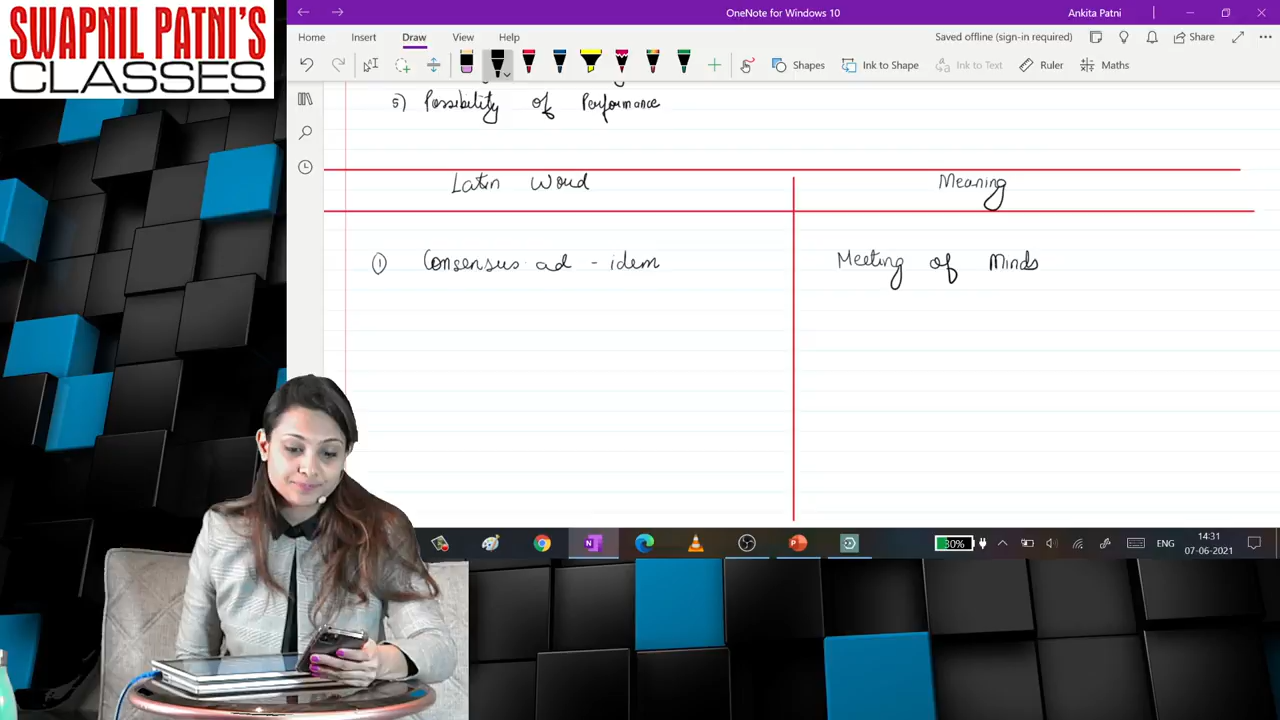 SWAPNIL PATNI'S
CLASSES
OneNote for Windows 10
Ankita Patni
Home Insert Draw View Help
Saved offline (sign-in required)
Share
Shapes
Ink to Shape
Ink to Text
Ruler
Maths
5) Possibility of Performance
Latin Word
Meaning
① Consensus ad - idem
Meeting of Minds
30%
ENG
14:31
07-06-2021